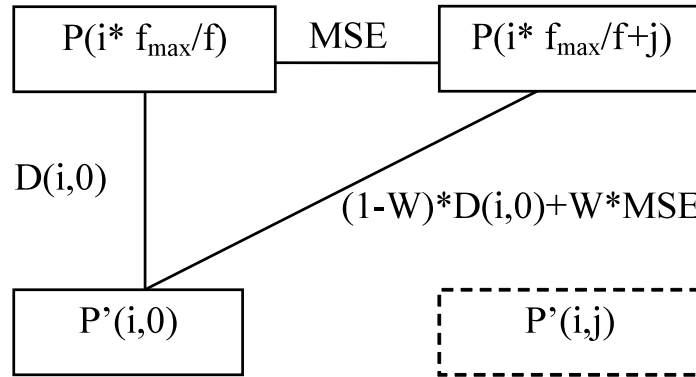 P(i* fmax/f)
MSE
P(i* fmax/f+j)
D(i,0)
(1-W)*D(i,0)+W*MSE
P’(i,0)
P’(i,j)